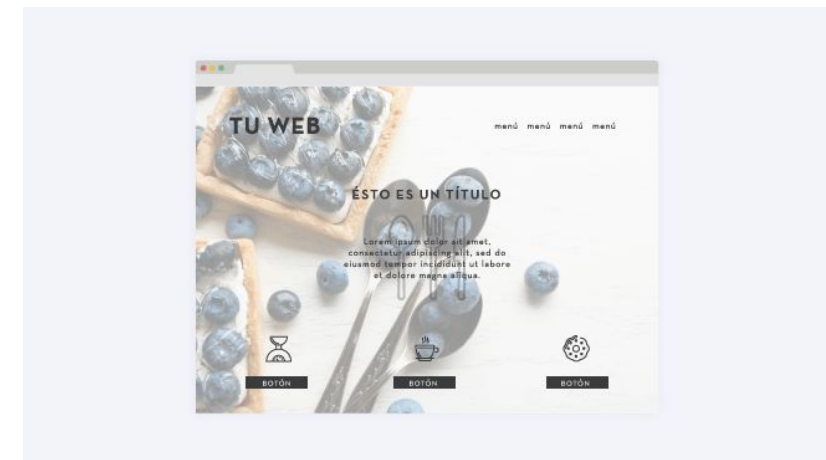 TU WEB
menú menú menú menú
ÉSTO ES UN TÍTULO
Lorem ipsum dolor sit amet,
consectetur adipiscing elit, sed do
eiusmod tempor incididunt ut labore
et dolore magna aliqua.
BOTÓN BOTÓN BOTÓN